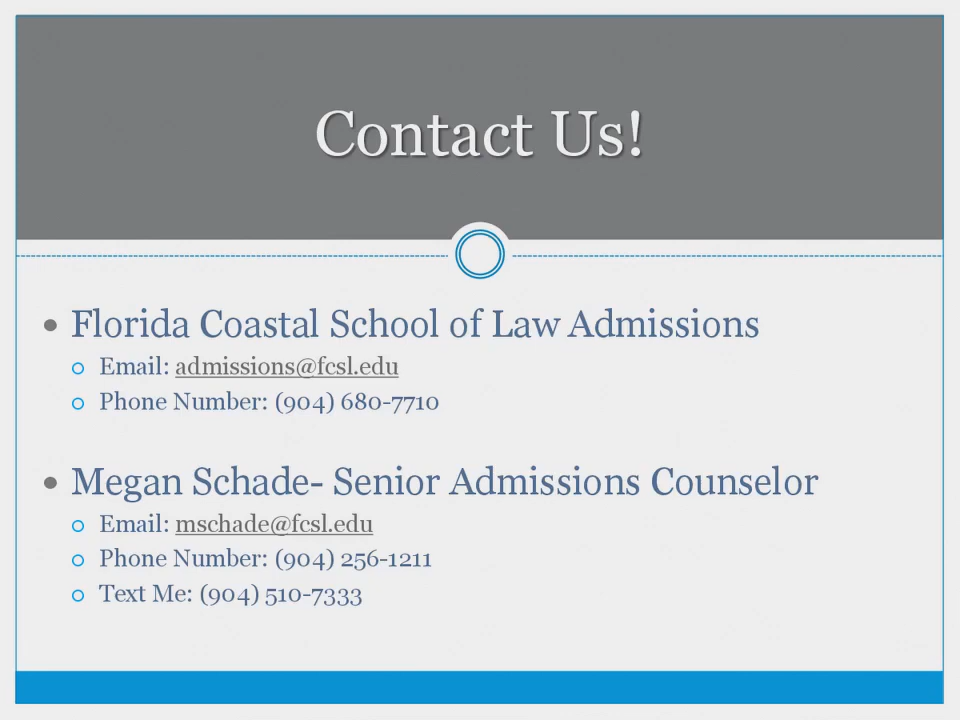 Contact Us!
• Florida Coastal School of Law Admissions
o Email: admissions@fcsl.edu
o Phone Number: (904) 680-7710
• Megan Schade- Senior Admissions Counselor
o Email: mschade@fcsl.edu
o Phone Number: (904) 256-1211
o Text Me: (904) 510-7333